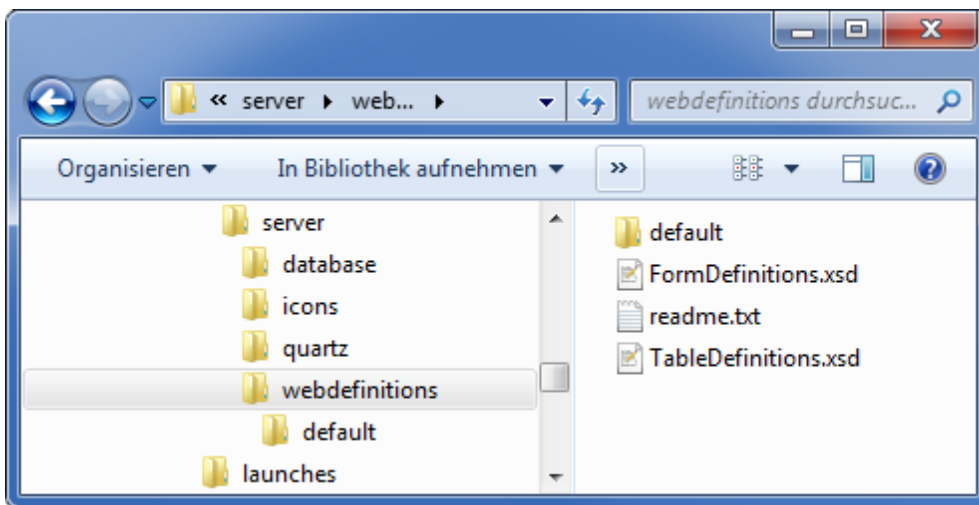 « server ▸ web... ▸
webdefinitions durchsuc...
Organisieren
In Bibliothek aufnehmen
»
server
database
icons
quartz
webdefinitions
default
launches
default
FormDefinitions.xsd
readme.txt
TableDefinitions.xsd